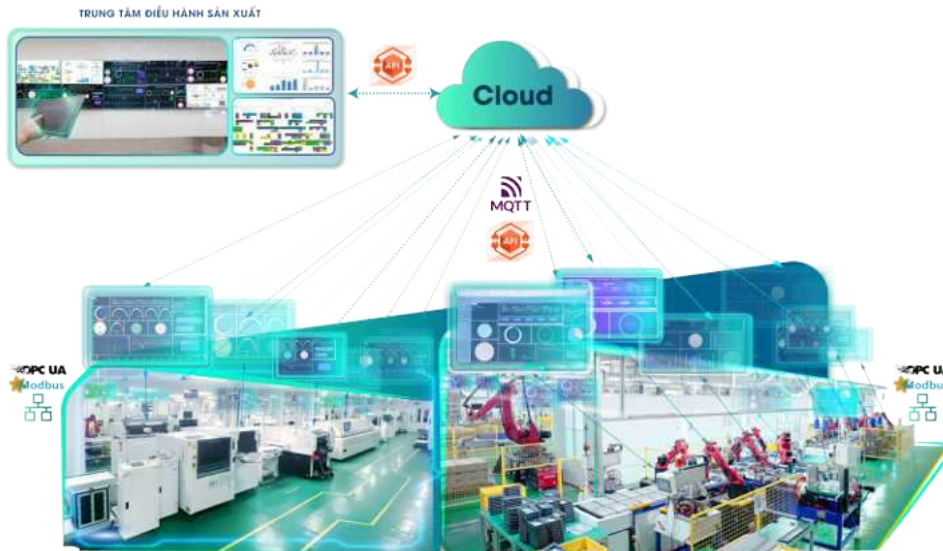 TRUNG TÂM ĐIỀU HÀNH SẢN XUẤT
API
Cloud
MQTT
API
OPC UA
Modbus
OPC UA
Modbus